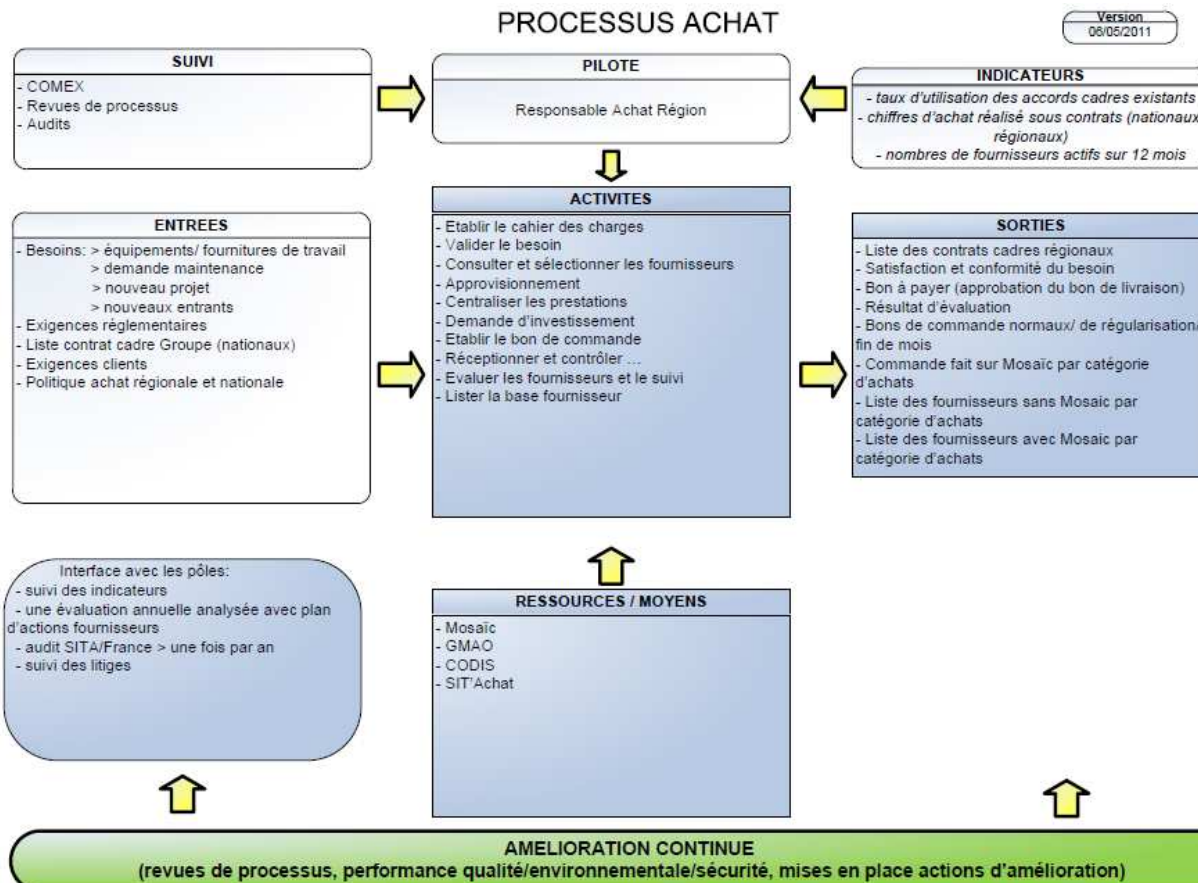 PROCESSUS ACHAT
Version
06/05/2011
SUIVI
- COMEX
- Revues de processus
- Audits
PILOTE
Responsable Achat Région
INDICATEURS
- taux d'utilisation des accords cadres existants
- chiffres d'achat réalisé sous contrats (nationaux
régionaux)
- nombres de fournisseurs actifs sur 12 mois
ENTREES
- Besoins: > équipements/ fournitures de travail
> demande maintenance
> nouveau projet
> nouveaux entrants
- Exigences réglementaires
- Liste contrat cadre Groupe (nationaux)
- Exigences clients
- Politique achat régionale et nationale
ACTIVITES
- Etablir le cahier des charges
- Valider le besoin
- Consulter et sélectionner les fournisseurs
- Approvisionnement
- Centraliser les prestations
- Demande d'investissement
- Etablir le bon de commande
- Réceptionner et contrôler ...
- Evaluer les fournisseurs et le suivi
- Lister la base fournisseur
SORTIES
- Liste des contrats cadres régionaux
- Satisfaction et conformité du besoin
- Bon à payer (approbation du bon de livraison)
- Résultat d'évaluation
- Bons de commande normaux/ de régularisation/
fin de mois
- Commande fait sur Mosaïc par catégorie
d'achats
- Liste des fournisseurs sans Mosaic par
catégorie d'achats
- Liste des fournisseurs avec Mosaic par
catégorie d'achats
Interface avec les pôles:
- suivi des indicateurs
- une évaluation annuelle analysée avec plan
d'actions fournisseurs
- audit SITA/France > une fois par an
- suivi des litiges
RESSOURCES / MOYENS
- Mosaïc
- GMAO
- CODIS
- SIT'Achat
AMELIORATION CONTINUE
(revues de processus, performance qualité/environnementale/sécurité, mises en place actions d'amélioration)